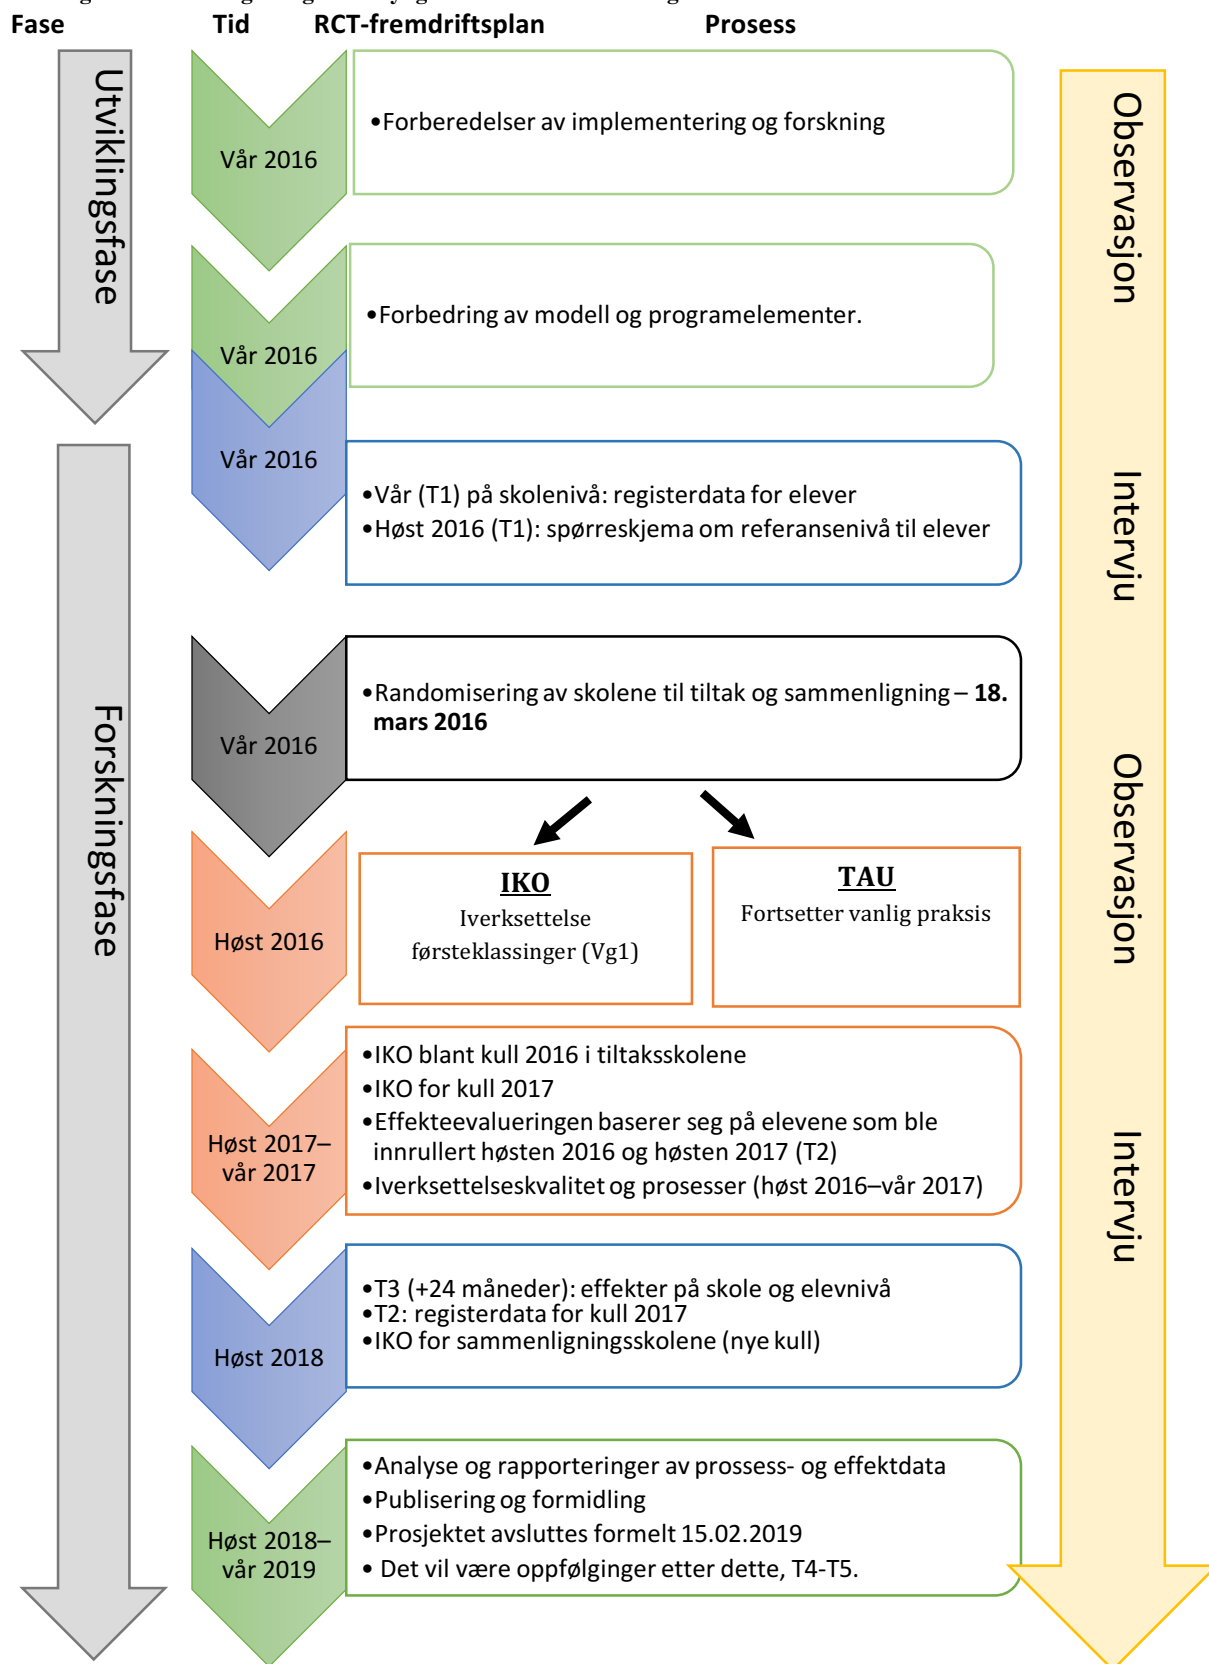 Fase Tid RCT-fremdriftsplan Prosess
Utviklingsfase
Vår 2016
•Forberedelser av implementering og forskning
Observasjon
Vår 2016
•Forbedring av modell og programelementer.
Vår 2016
•Vår (T1) på skolenivå: registerdata for elever
•Høst 2016 (T1): spørreskjema om referansenivå til elever
Intervju
Forskningsfase
Vår 2016
•Randomisering av skolene til tiltak og sammenligning – 18.
mars 2016
Observasjon
Høst 2016
IKO
Iverksettelse
førsteklassinger (Vg1)
TAU
Fortsetter vanlig praksis
Høst 2017–
vår 2017
•IKO blant kull 2016 i tiltaksskolene
•IKO for kull 2017
•Effekteevalueringen baserer seg på elevene som ble
innrullert høsten 2016 og høsten 2017 (T2)
•Iverksettelseskvalitet og prosesser (høst 2016–vår 2017)
Intervju
Høst 2018
•T3 (+24 måneder): effekter på skole og elevnivå
•T2: registerdata for kull 2017
•IKO for sammenligningsskolene (nye kull)
Høst 2018–
vår 2019
•Analyse og rapporteringer av prossess- og effektdata
•Publisering og formidling
•Prosjektet avsluttes formelt 15.02.2019
• Det vil være oppfølginger etter dette, T4-T5.